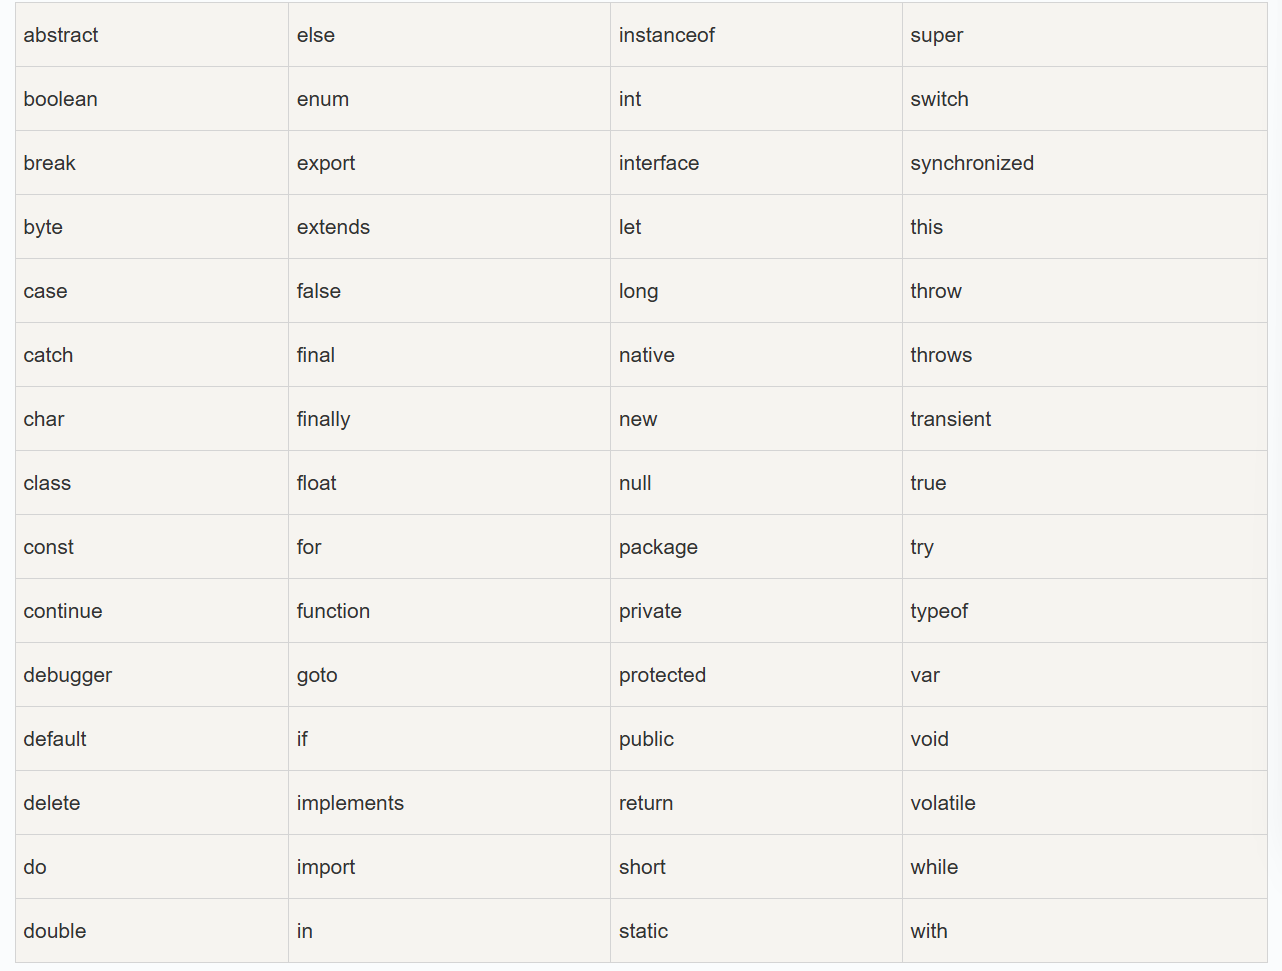 abstract else instanceof super
boolean enum int switch
break export interface synchronized
byte extends let this
case false long throw
catch final native throws
char finally new transient
class float null true
const for package try
continue function private typeof
debugger goto protected var
default if public void
delete implements return volatile
do import short while
double in static with